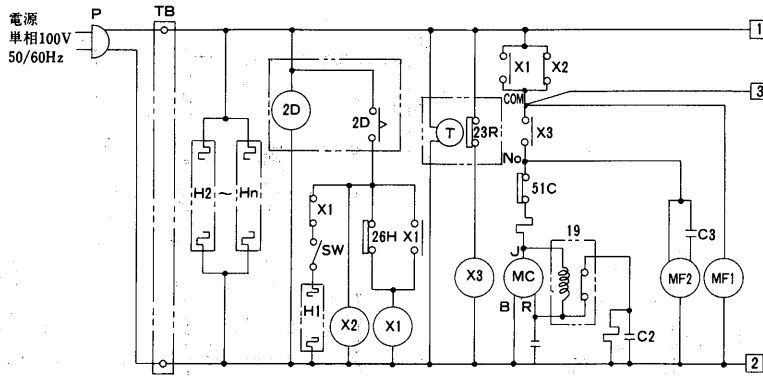 電源
単相100V
50/60Hz
P
TB
1
X1
X2
COM
3
2D
2D
T
23R
X3
No
H2
~
Hn
X1
26H
X1
51C
SW
19
C3
J
MC
H1
X3
MF2
MF1
X2
X1
B
R
C2
2